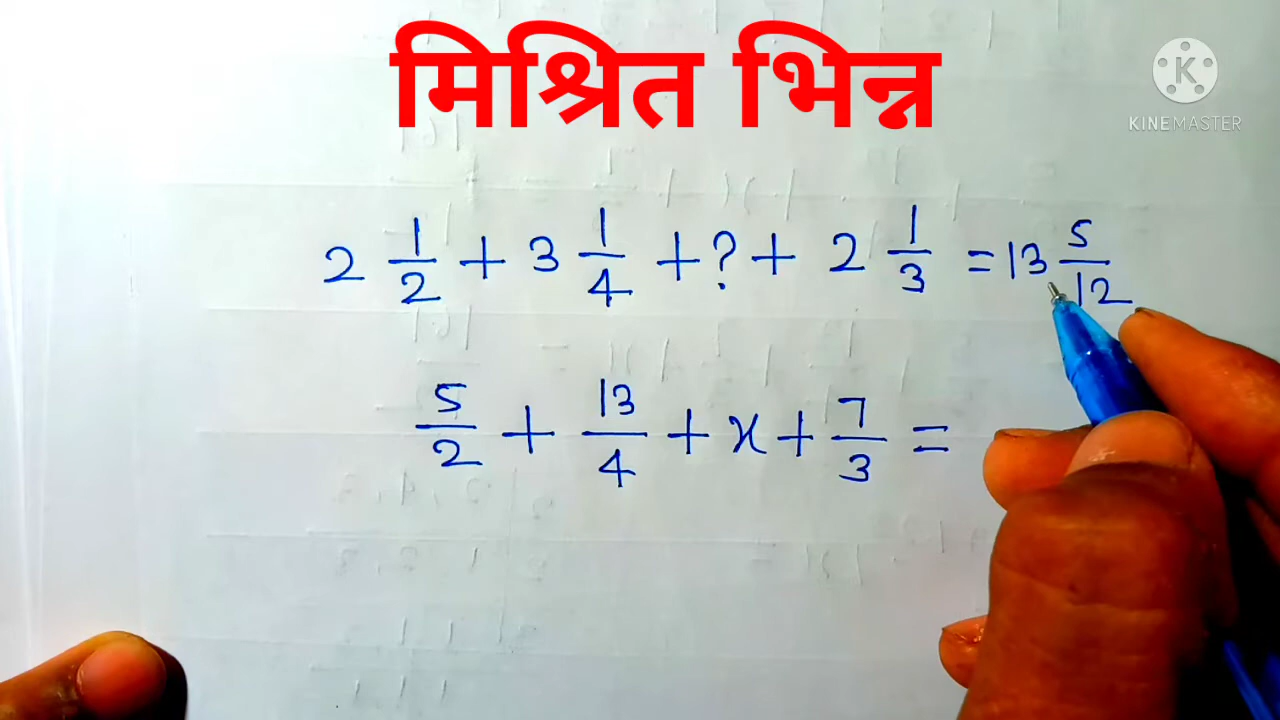 मिश्रित भिन्न
KINEMASTER
2 1/2 + 3 1/4 + ? + 2 1/3 = 13 5/12
5/2 + 13/4 + x + 7/3 =